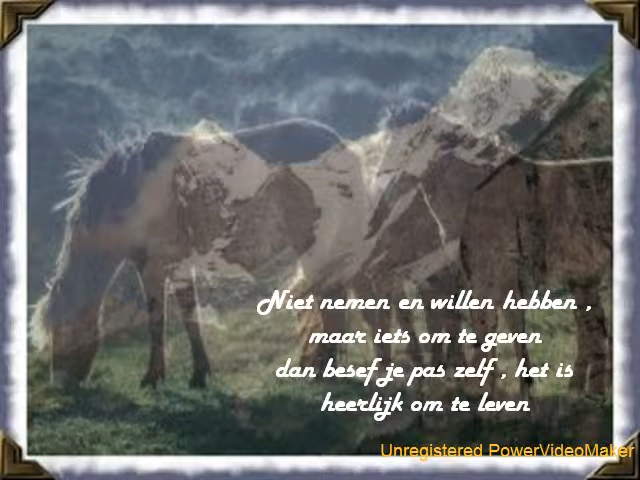 Niet nemen en willen hebben ,
maar iets om te geven
dan besef je pas zelf , het is
heerlijk om te leven
Unregistered PowerVideoMaker